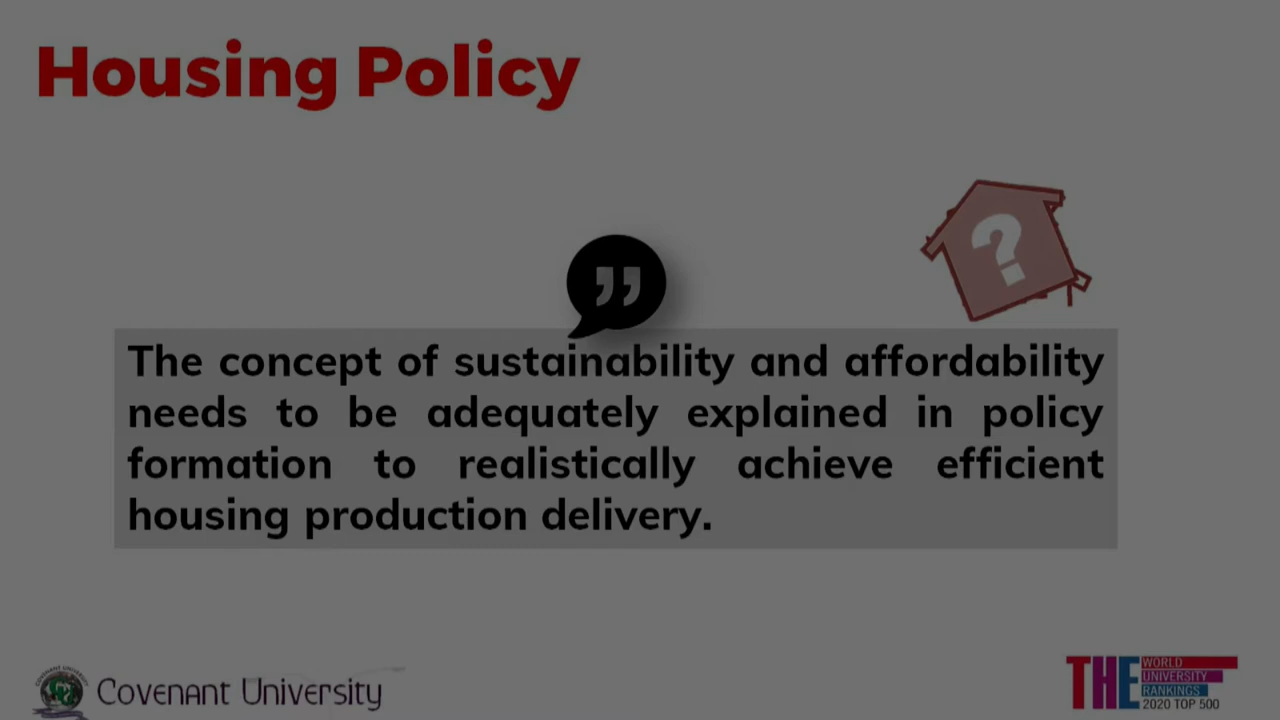 Housing Policy
?
”
The concept of sustainability and affordability
needs to be adequately explained in policy
formation to realistically achieve efficient
housing production delivery.
Covenant University
THE WORLD
UNIVERSITY
RANKINGS
2020 TOP 500